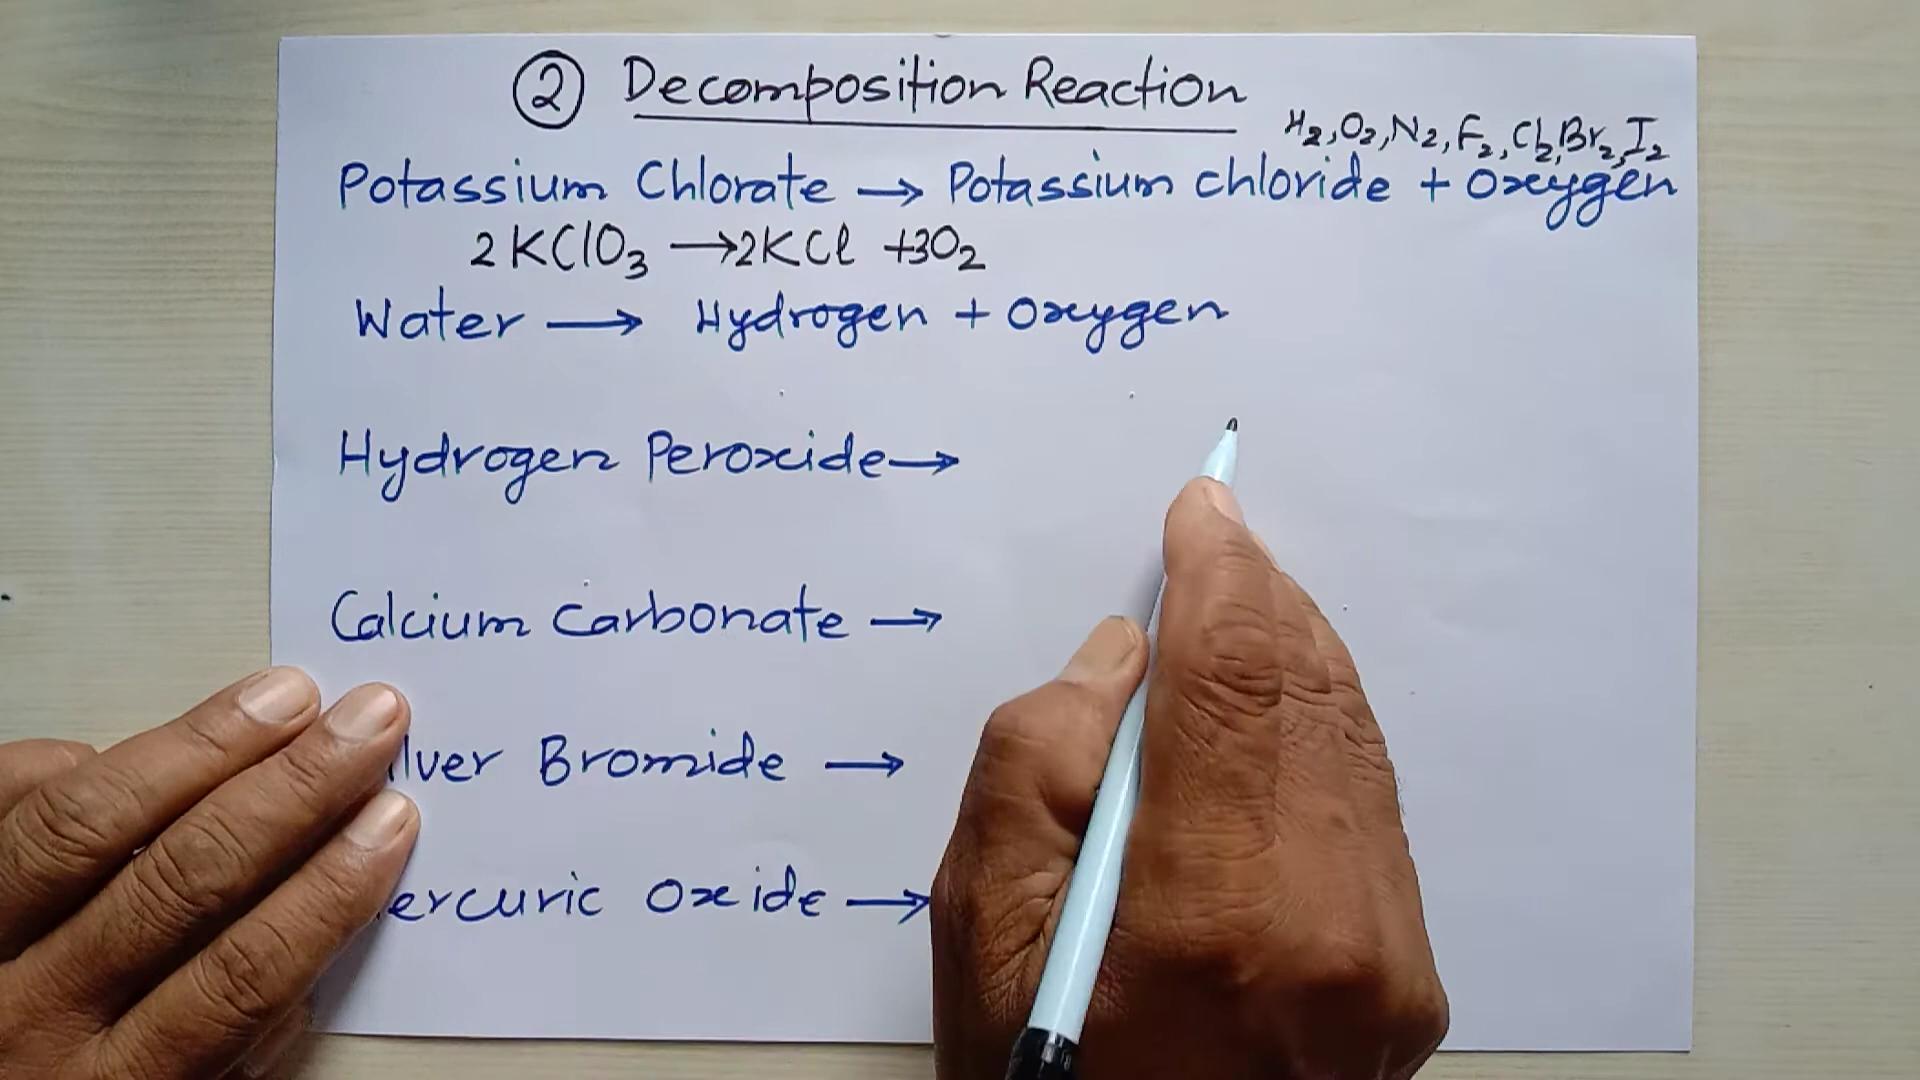 ② Decomposition Reaction
H₂, O₂, N₂, F₂, Cl₂, Br₂, I₂
Potassium Chlorate → Potassium chloride + Oxygen
2KClO₃ → 2KCl + 3O₂
Water → Hydrogen + Oxygen
Hydrogen Peroxide →
Calcium Carbonate →
lver Bromide →
ercuric Oxide →